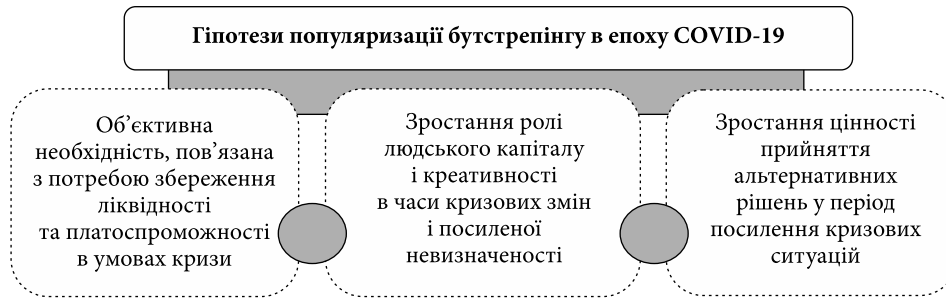 Гіпотези популяризації бутстрепінгу в епоху COVID-19
Об’єктивна
необхідність, пов’язана
з потребою збереження
ліквідності
та платоспроможності
в умовах кризи
Зростання ролі
людського капіталу
і креативності
в часи кризових змін
і посиленої
невизначеності
Зростання цінності
прийняття
альтернативних
рішень у період
посилення кризових
ситуацій